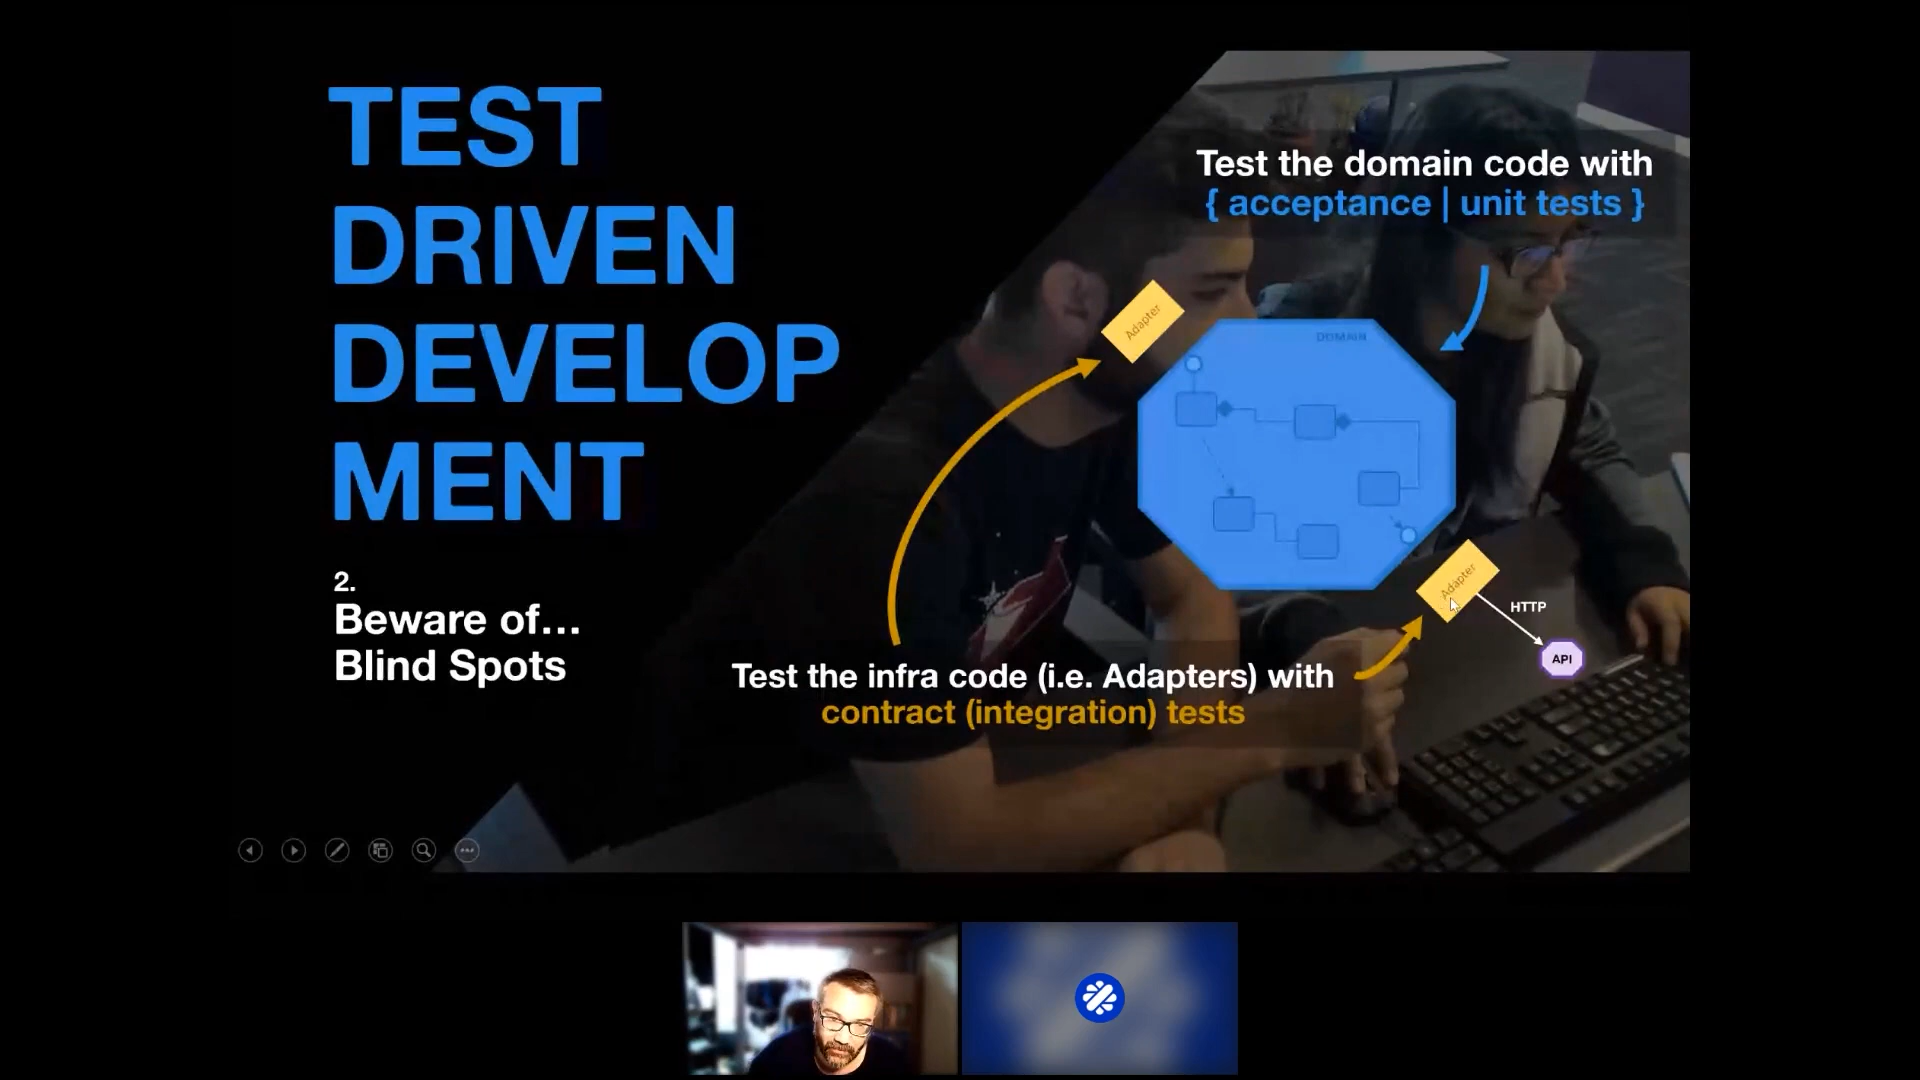 TEST
DRIVEN
DEVELOP
MENT
2.
Beware of...
Blind Spots
Test the domain code with
{ acceptance | unit tests }
Adapter
DOMAIN
Adapter
HTTP
API
Test the infra code (i.e. Adapters) with
contract (integration) tests